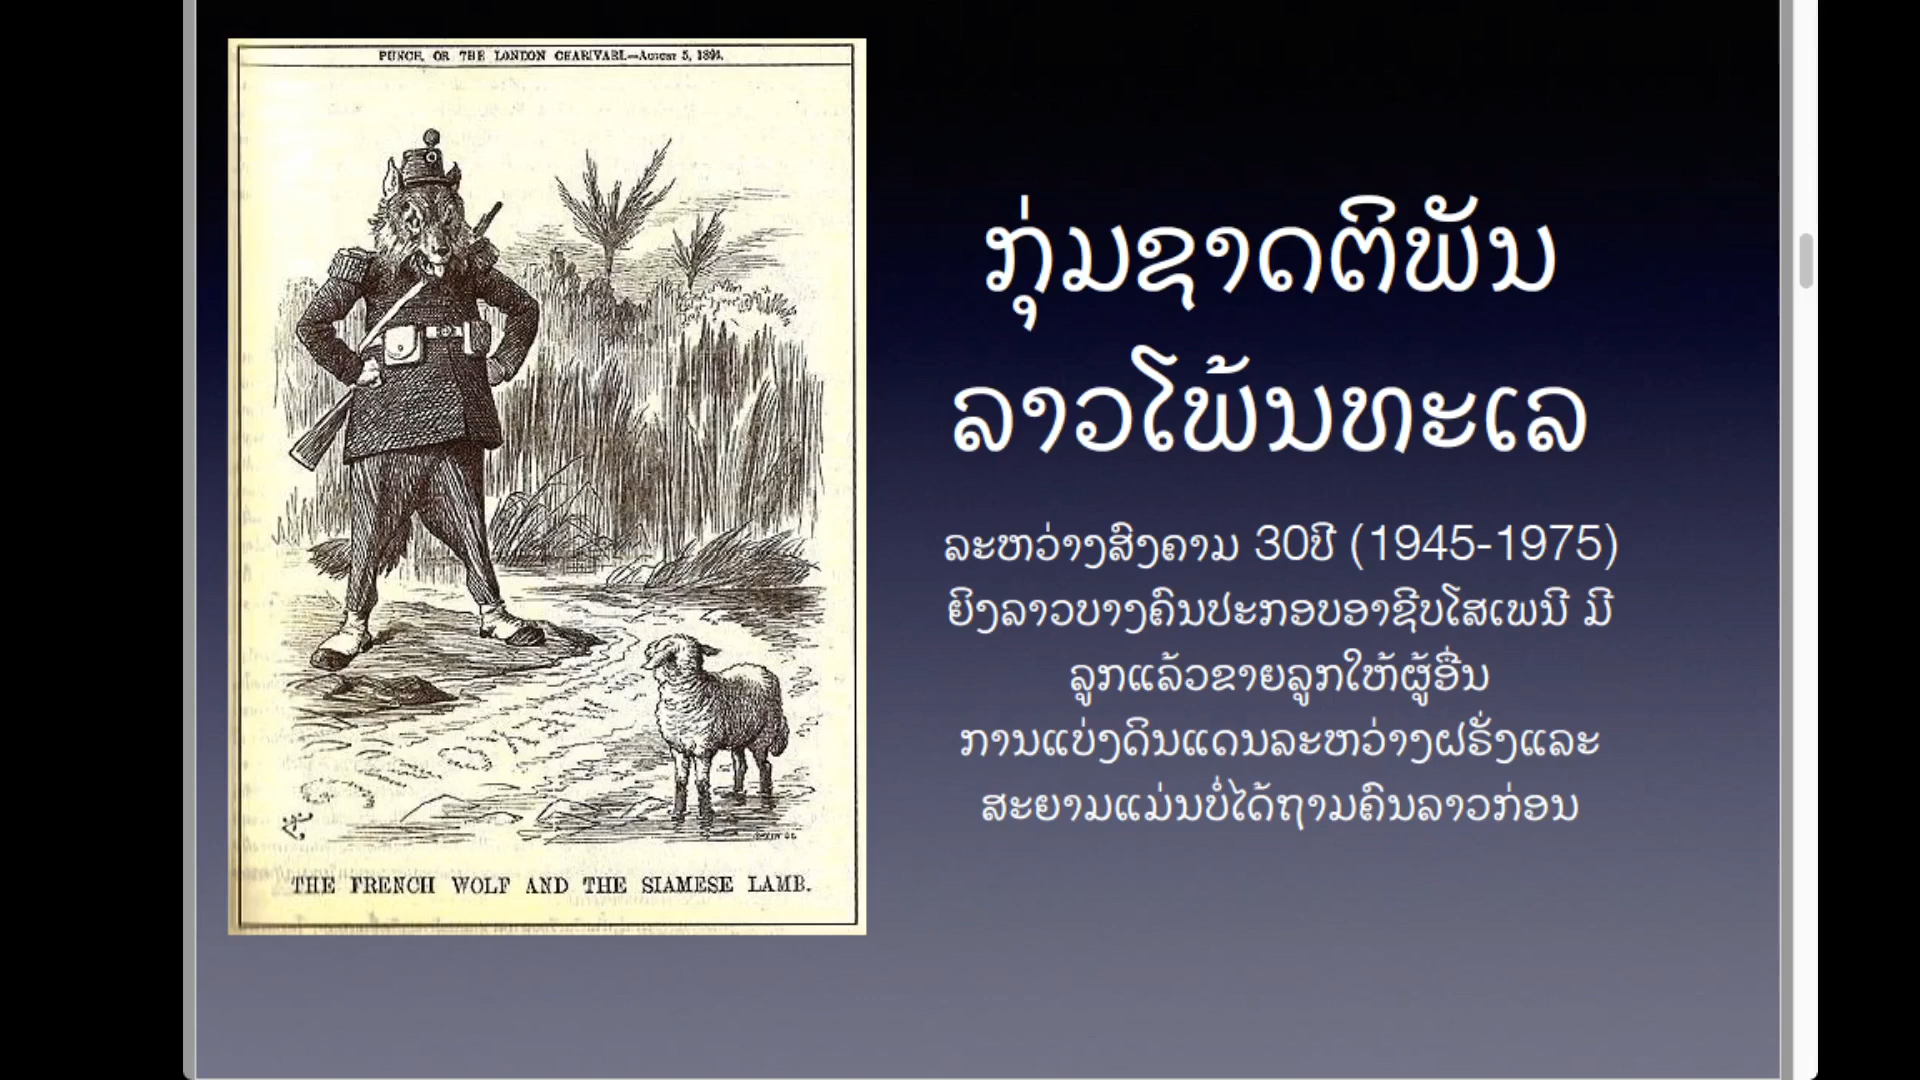 PUNCH, OR THE LONDON CHARIVARI.—August 5, 1893.
THE FRENCH WOLF AND THE SIAMESE LAMB.
ກຸ່ມຊາດຕິພັນ
ລາວໂພ້ນທະເລ
ລະຫວ່າງສົງຄາມ 30ປີ (1945-1975)
ຍິງລາວບາງຄົນປະກອບອາຊີບໂສເພນີ ມີ
ລູກແລ້ວຂາຍລູກໃຫ້ຜູ້ອື່ນ
ການແບ່ງດິນແດນລະຫວ່າງຝຣັ່ງແລະ
ສະຍາມແມ່ນບໍ່ໄດ້ຖາມຄົນລາວກ່ອນ